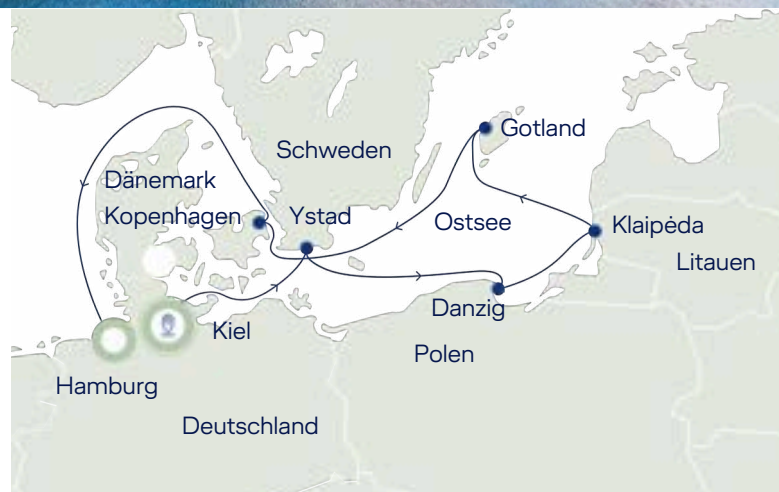 Gotland
Schweden
Dänemark
Kopenhagen
Ystad
Ostsee
Klaipėda
Litauen
Danzig
Kiel
Polen
Hamburg
Deutschland